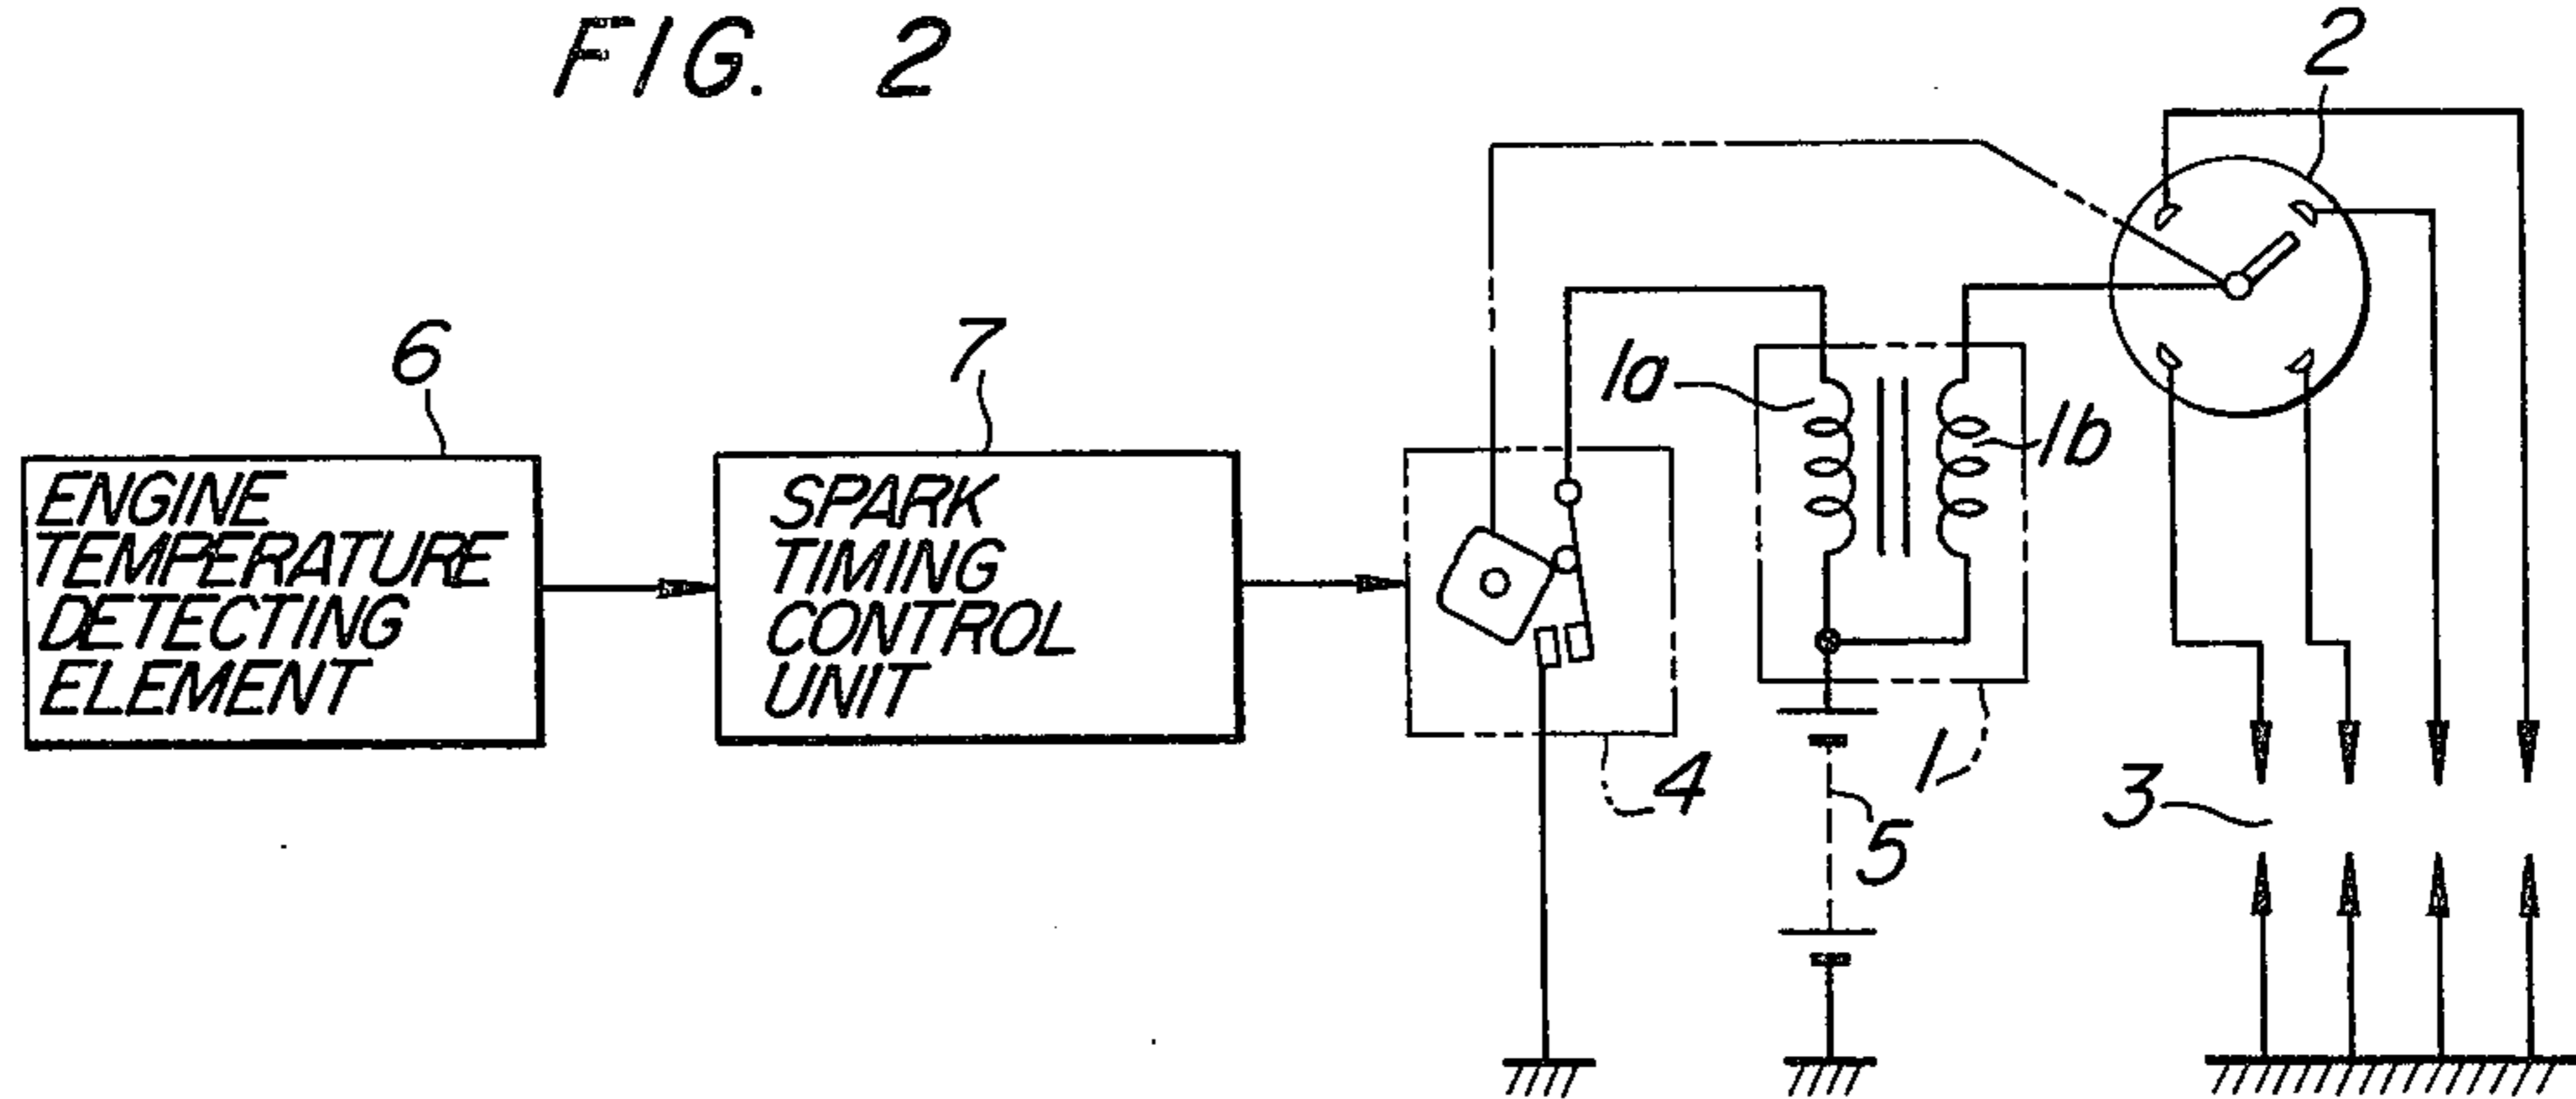 FIG. 2
2
6
7
1a
1b
ENGINE
TEMPERATURE
DETECTING
ELEMENT
SPARK
TIMING
CONTROL
UNIT
4
1
5
3